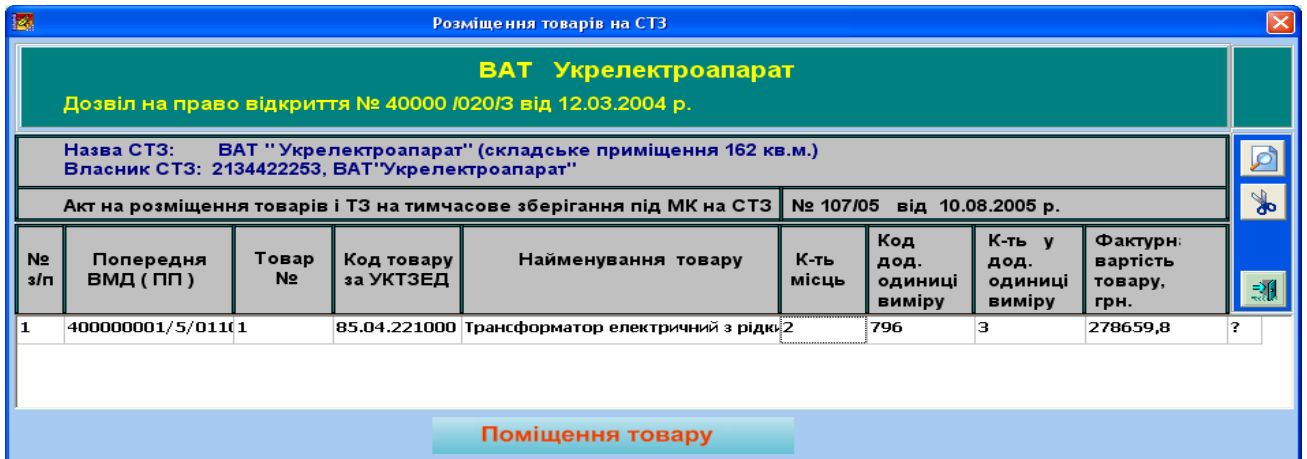 Розміщення товарів на СТЗ
ВАТ Укрелектроапарат
Дозвіл на право відкриття № 40000 /020/З від 12.03.2004 р.
Назва СТЗ: ВАТ " Укрелектроапарат" (складське приміщення 162 кв.м.)
Власник СТЗ: 2134422253, ВАТ"Укрелектроапарат"
Акт на розміщення товарів і ТЗ на тимчасове зберігання під МК на СТЗ № 107/05 від 10.08.2005 р.
№ з/п Попередня ВМД ( ПП ) Товар № Код товару за УКТЗЕД Найменування товару К-ть місць Код дод. одиниці виміру К-ть у дод. одиниці виміру Фактурн вартість товару, грн.
1 400000001/5/0110 1 85.04.221000 Трансформатор електричний з рідк 2 796 3 278659,8 ?
Поміщення товару